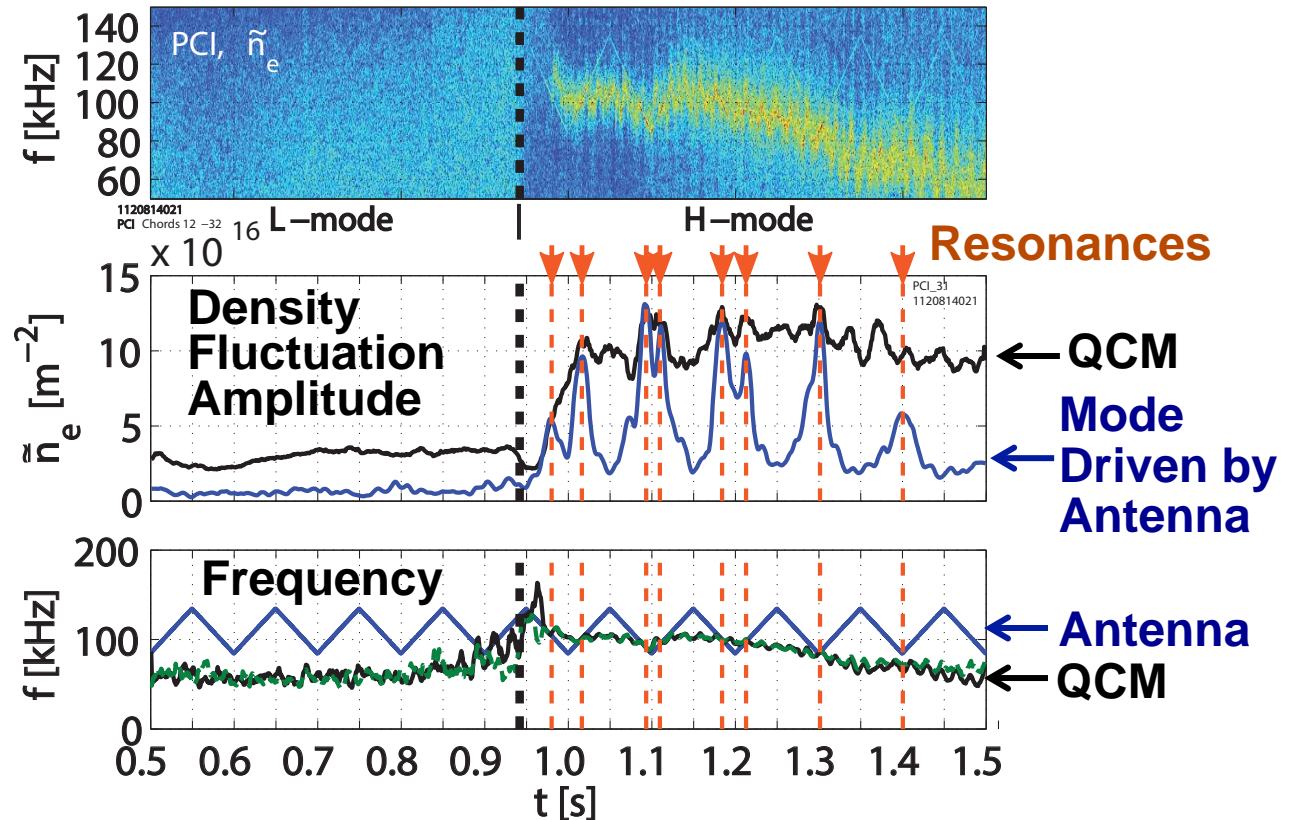 PCI, ñe
f [kHz]
140
120
100
80
60
1120814021
PCI Chords 12 −32
L−mode
H−mode
x 10 16
Resonances
15
10
5
0
ñe [m−2]
Density
Fluctuation
Amplitude
PCI_31
1120814021
QCM
Mode
Driven by
Antenna
200
100
0
f [kHz]
Frequency
Antenna
QCM
0.5 0.6 0.7 0.8 0.9 1.0 1.1 1.2 1.3 1.4 1.5
t [s]